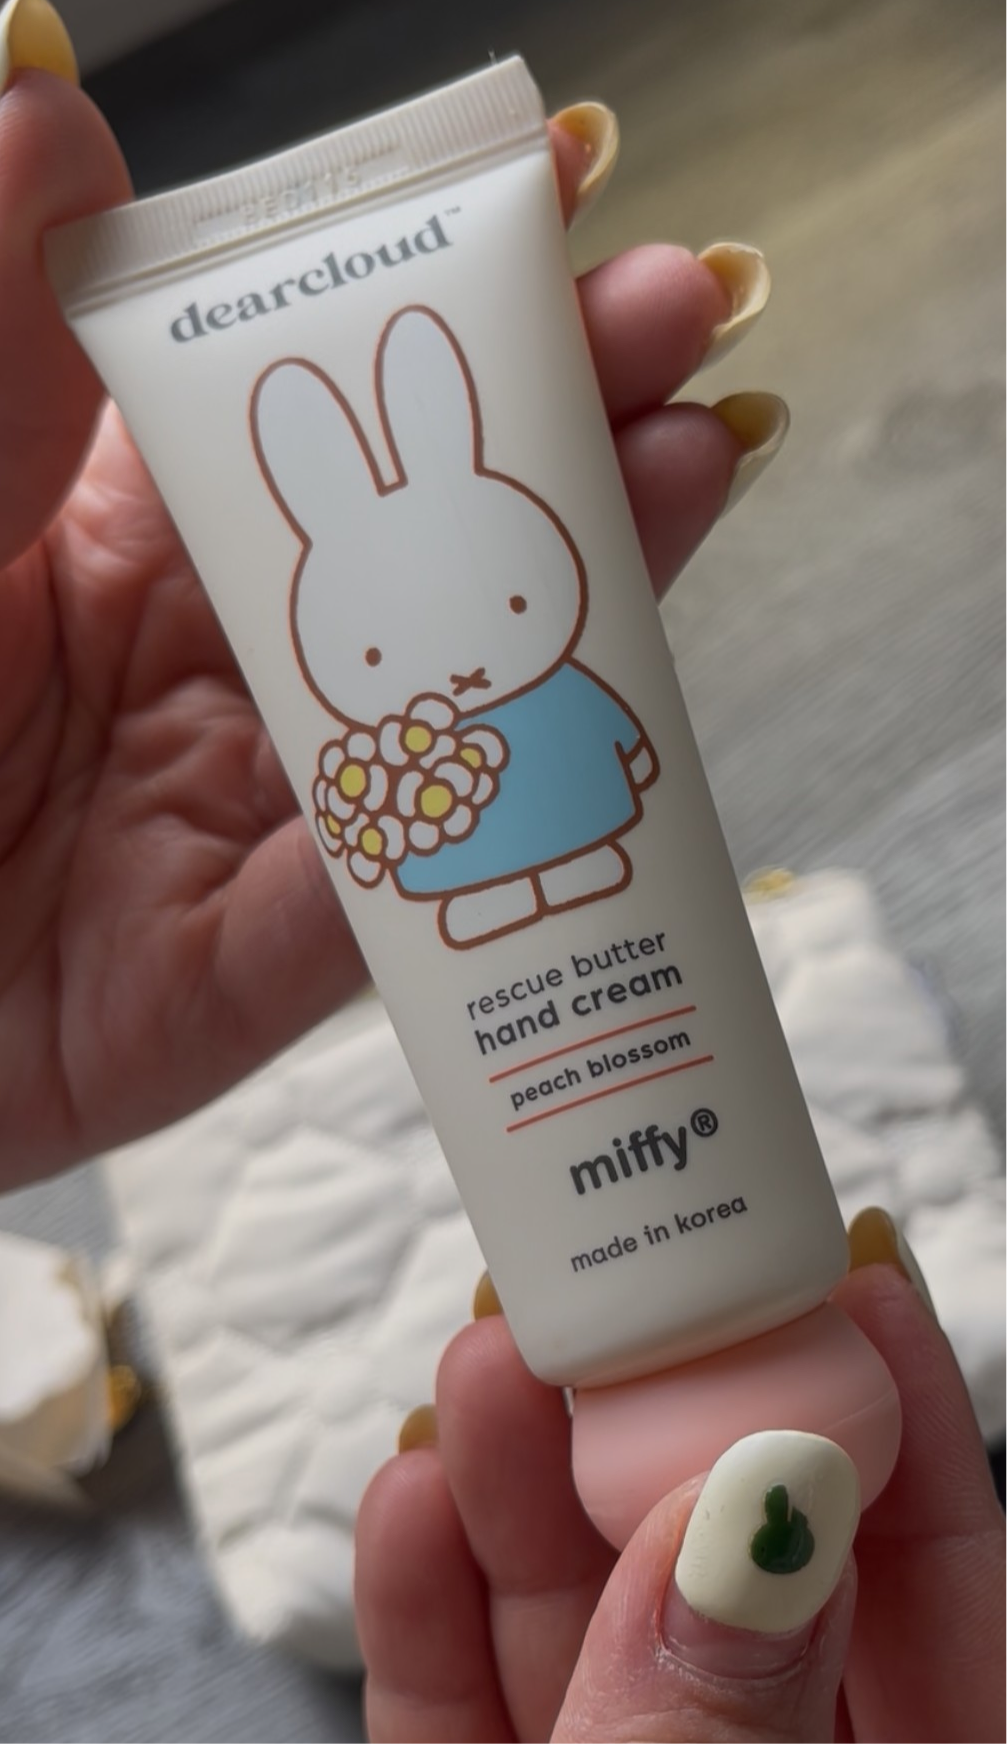 dearcloud™
rescue butter
hand cream
peach blossom
miffy®
made in korea